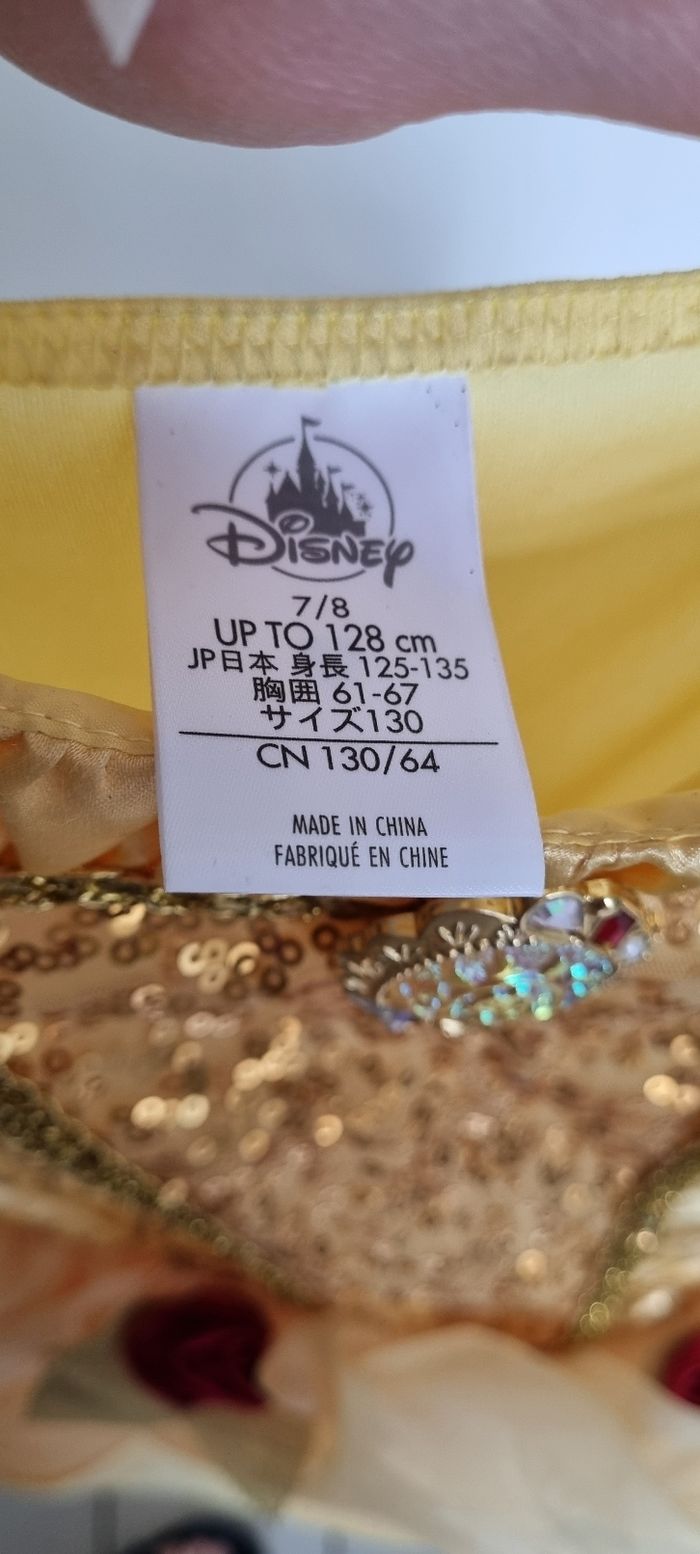 Disney
7/8
UP TO 128 cm
JP日本 身長 125-135
胸囲 61-67
サイズ130
CN 130/64
MADE IN CHINA
FABRIQUÉ EN CHINE